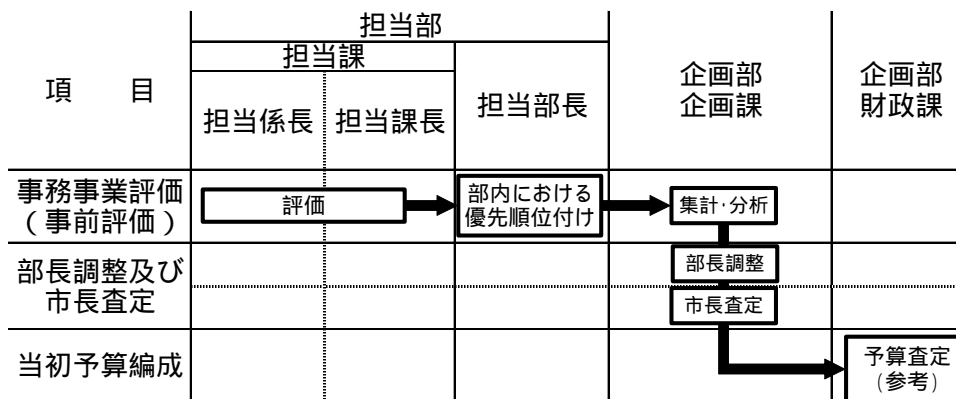 担当部
担当課
項　　目
担当係長
担当課長
担当部長
企画部
企画課
企画部
財政課
事務事業評価
（事前評価）
評価
部内における
優先順位付け
集計·分析
部長調整及び
市長査定
部長調整
市長査定
当初予算編成
予算査定
(参考)